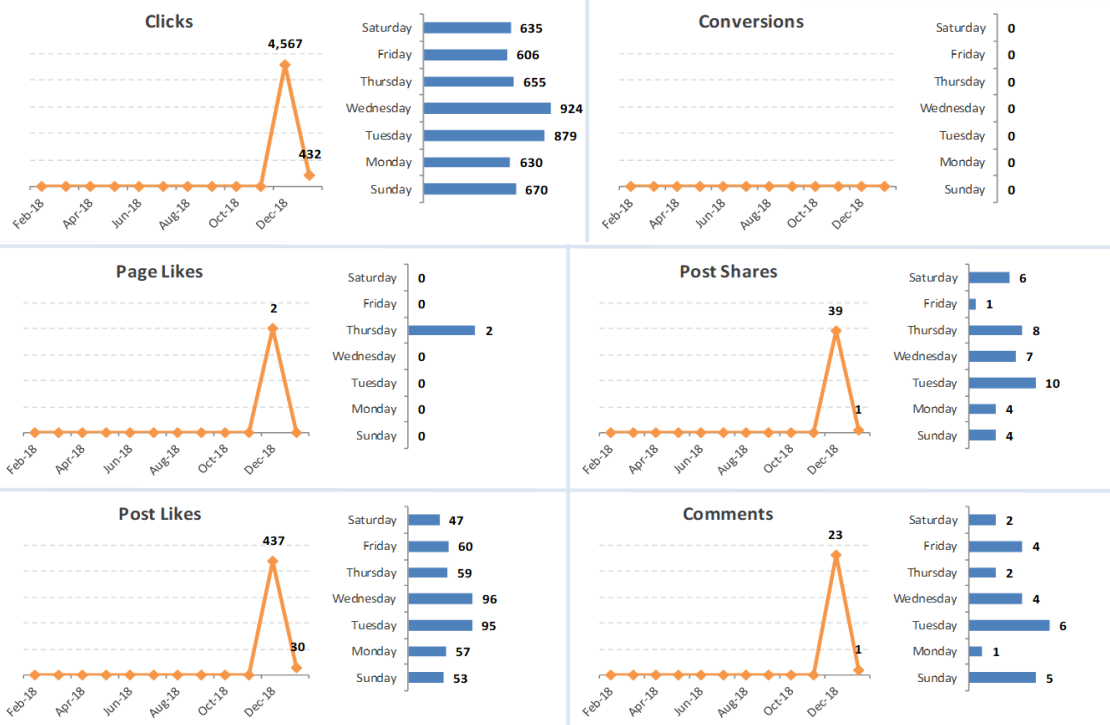 Clicks
4,567
432
Feb-18
Apr-18
Jun-18
Aug-18
Oct-18
Dec-18
Saturday 635
Friday 606
Thursday 655
Wednesday 924
Tuesday 879
Monday 630
Sunday 670
Conversions
Feb-18
Apr-18
Jun-18
Aug-18
Oct-18
Dec-18
Saturday 0
Friday 0
Thursday 0
Wednesday 0
Tuesday 0
Monday 0
Sunday 0
Page Likes
2
Feb-18
Apr-18
Jun-18
Aug-18
Oct-18
Dec-18
Saturday 0
Friday 0
Thursday 2
Wednesday 0
Tuesday 0
Monday 0
Sunday 0
Post Shares
39
1
Feb-18
Apr-18
Jun-18
Aug-18
Oct-18
Dec-18
Saturday 6
Friday 1
Thursday 8
Wednesday 7
Tuesday 10
Monday 4
Sunday 4
Post Likes
437
30
Feb-18
Apr-18
Jun-18
Aug-18
Oct-18
Dec-18
Saturday 47
Friday 60
Thursday 59
Wednesday 96
Tuesday 95
Monday 57
Sunday 53
Comments
23
1
Feb-18
Apr-18
Jun-18
Aug-18
Oct-18
Dec-18
Saturday 2
Friday 4
Thursday 2
Wednesday 4
Tuesday 6
Monday 1
Sunday 5